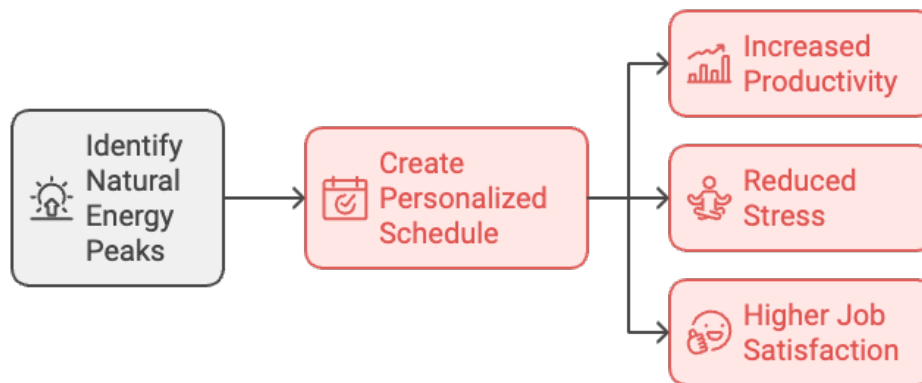 Identify
Natural
Energy
Peaks
Create
Personalized
Schedule
Increased
Productivity
Reduced
Stress
Higher Job
Satisfaction